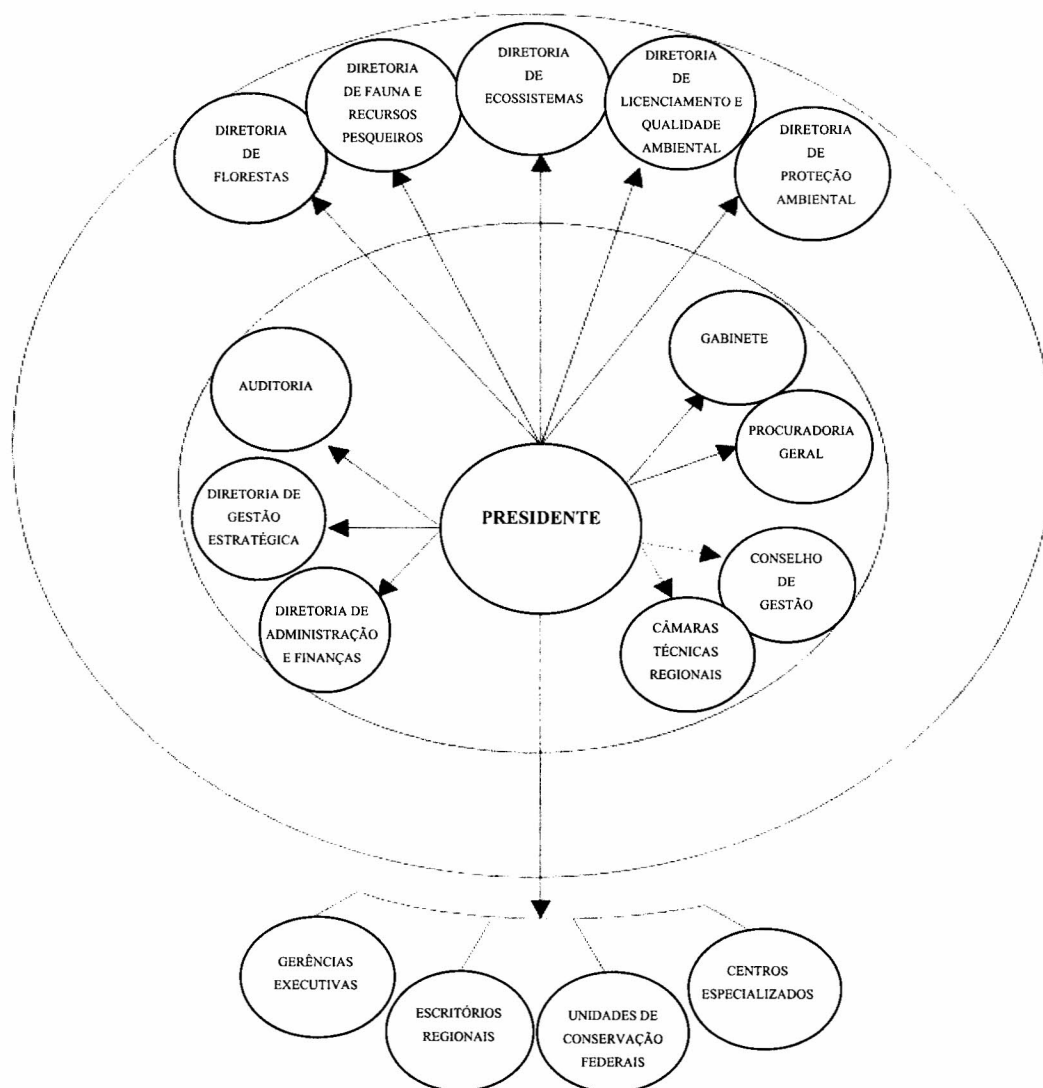 DIRETORIA
DE
FLORESTAS
DIRETORIA
DE FAUNA E
RECURSOS
PESQUEIROS
DIRETORIA
DE
ECOSSISTEMAS
DIRETORIA
DE
LICENCIAMENTO E
QUALIDADE
AMBIENTAL
DIRETORIA
DE
PROTEÇÃO
AMBIENTAL
AUDITORIA
GABINETE
PROCURADORIA
GERAL
DIRETORIA DE
GESTÃO
ESTRATÉGICA
PRESIDENTE
DIRETORIA DE
ADMINISTRAÇÃO
E FINANÇAS
CONSELHO
DE
GESTÃO
CÂMARAS
TÉCNICAS
REGIONAIS
GERÊNCIAS
EXECUTIVAS
ESCRITÓRIOS
REGIONAIS
UNIDADES DE
CONSERVAÇÃO
FEDERAIS
CENTROS
ESPECIALIZADOS